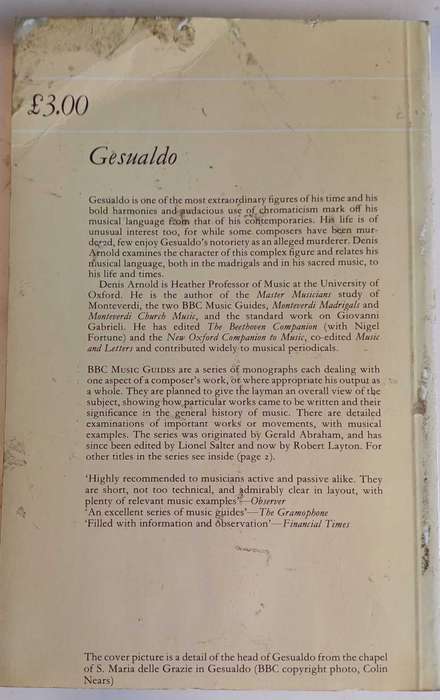 £3.00
Gesualdo
Gesualdo is one of the most extraordinary figures of his time and his
bold harmonies and audacious use of chromaticism mark off his
musical language from that of his contemporaries. His life is of
unusual interest too, for while some composers have been mur-
dered, few enjoy Gesualdo's notoriety as an alleged murderer. Denis
Arnold examines the character of this complex figure and relates his
musical language, both in the madrigals and in his sacred music, to
his life and times.
Denis Arnold is Heather Professor of Music at the University of
Oxford. He is the author of the Master Musicians study of
Monteverdi, the two BBC Music Guides, Monteverdi Madrigals and
Monteverdi Church Music, and the standard work on Giovanni
Gabrieli. He has edited The Beethoven Companion (with Nigel
Fortune) and the New Oxford Companion to Music, co-edited Music
and Letters and contributed widely to musical periodicals.
BBC MUSIC GUIDES are a series of monographs each dealing with
one aspect of a composer's work, or where appropriate his output as
a whole. They are planned to give the layman an overall view of the
subject, showing how particular works came to be written and their
significance in the general history of music. There are detailed
examinations of important works or movements, with musical
examples. The series was originated by Gerald Abraham, and has
since been edited by Lionel Salter and now by Robert Layton. For
other titles in the series see inside (page 2).
'Highly recommended to musicians active and passive alike. They
are short, not too technical, and admirably clear in layout, with
plenty of relevant music examples'—Observer
'An excellent series of music guides'—The Gramophone
'Filled with information and observation'—Financial Times
The cover picture is a detail of the head of Gesualdo from the chapel
of S. Maria delle Grazie in Gesualdo (BBC copyright photo, Colin
Nears)